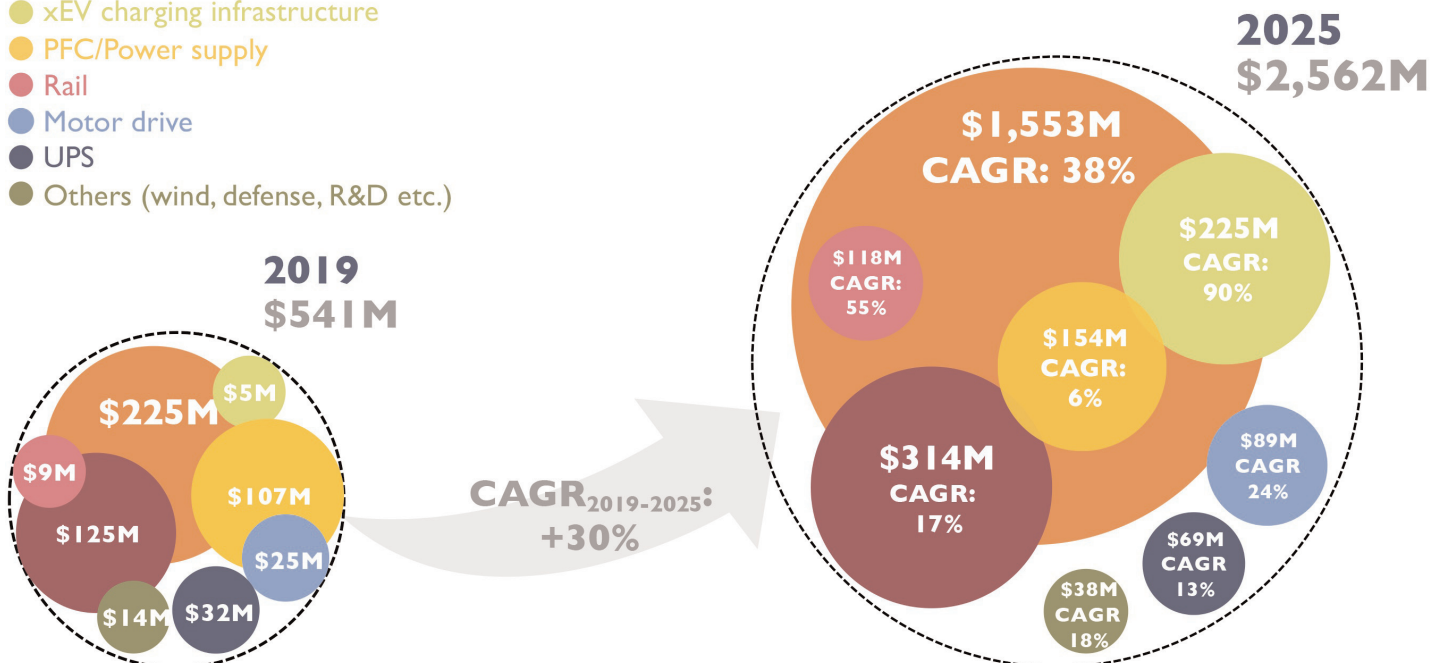 xEV charging infrastructure
PFC/Power supply
Rail
Motor drive
UPS
Others (wind, defense, R&D etc.)
2019
$541M
$225M
$5M
$9M
$107M
$125M
$25M
$14M
$32M
CAGR2019-2025:
+30%
2025
$2,562M
$1,553M
CAGR: 38%
$225M
CAGR:
90%
$118M
CAGR:
55%
$154M
CAGR:
6%
$314M
CAGR:
17%
$89M
CAGR
24%
$69M
CAGR
13%
$38M
CAGR
18%